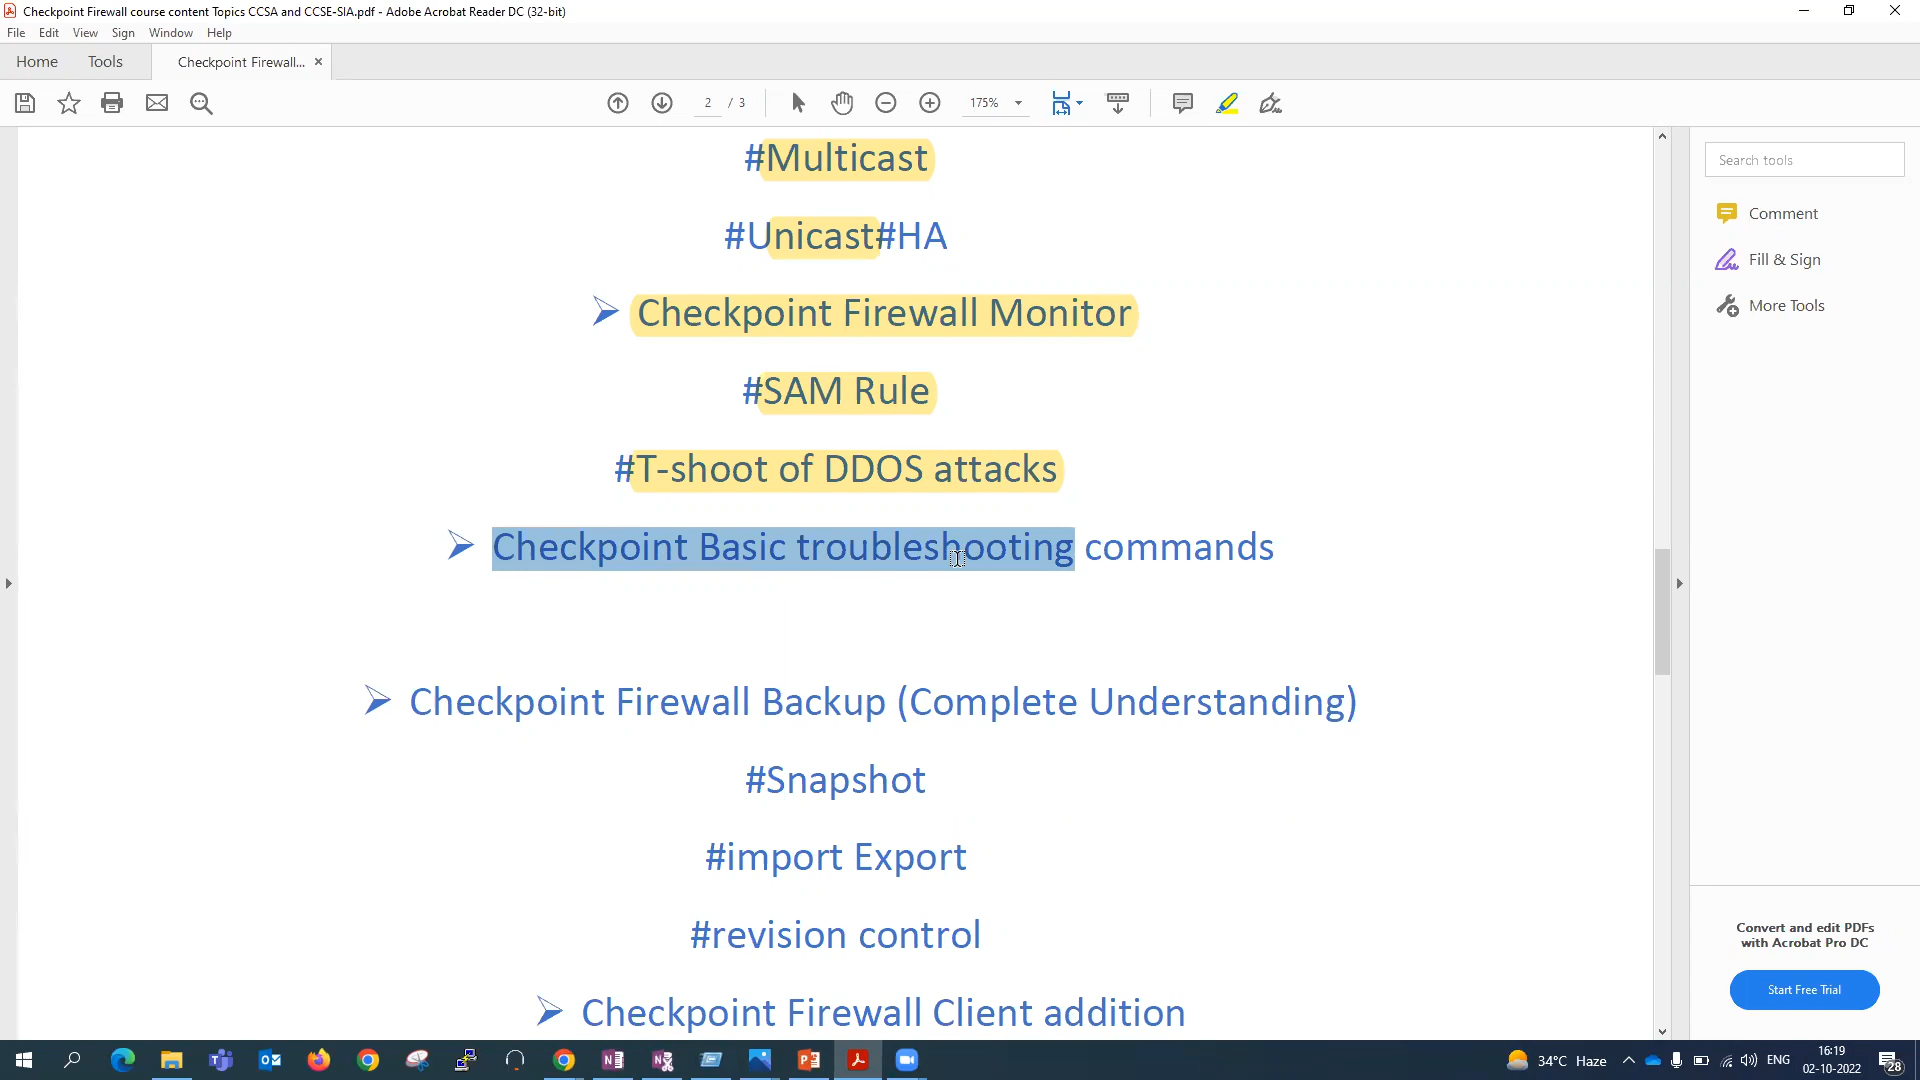 Checkpoint Firewall course content Topics CCSA and CCSE-SIA.pdf - Adobe Acrobat Reader DC (32-bit)
File Edit View Sign Window Help
Home Tools Checkpoint Firewall... ×
2 / 3 175%
#Multicast
#Unicast#HA
Checkpoint Firewall Monitor
#SAM Rule
#T-shoot of DDOS attacks
Checkpoint Basic troubleshooting commands
Checkpoint Firewall Backup (Complete Understanding)
#Snapshot
#import Export
#revision control
Checkpoint Firewall Client addition
Search tools
Comment
Fill & Sign
More Tools
Convert and edit PDFs
with Acrobat Pro DC
Start Free Trial
34°C Haze ENG 16:19
02-10-2022 28